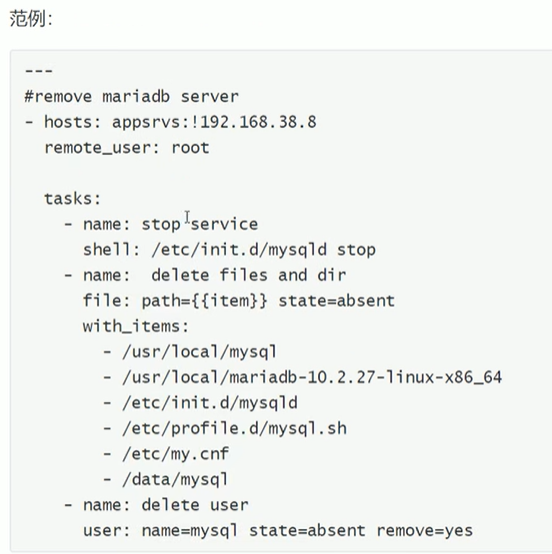 范例：
---
#remove mariadb server
- hosts: appsrvs:!192.168.38.8
  remote_user: root

  tasks:
    - name: stop service
      shell: /etc/init.d/mysqld stop
    - name:  delete files and dir
      file: path={{item}} state=absent
      with_items:
        - /usr/local/mysql
        - /usr/local/mariadb-10.2.27-linux-x86_64
        - /etc/init.d/mysqld
        - /etc/profile.d/mysql.sh
        - /etc/my.cnf
        - /data/mysql
    - name: delete user
      user: name=mysql state=absent remove=yes